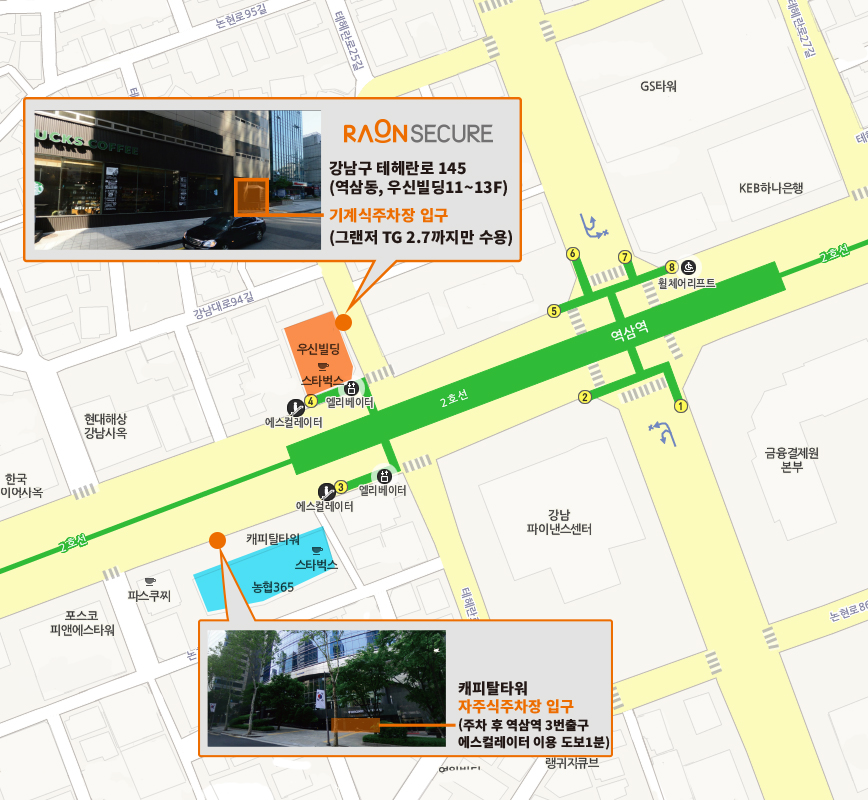 논현로95길
테헤란로25길
테헤란로27길
GS타워
KEB하나은행
UCKS COFFEE
RAONSECURE
강남구 테헤란로 145
(역삼동, 우신빌딩11~13F)
기계식주차장 입구
(그랜저 TG 2.7까지만 수용)
6
7
8
휠체어리프트
5
2호선
역삼역
강남대로94길
우신빌딩
스타벅스
4
엘리베이터
에스컬레이터
2호선
2
1
현대해상
강남사옥
한국
이어사옥
금융결제원
본부
3
엘리베이터
에스컬레이터
강남
파이낸스센터
2호선
캐피탈타워
스타벅스
농협365
파스쿠찌
포스코
피앤에스타워
테헤란로
논현로86
캐피탈타워
자주식주차장 입구
(주차 후 역삼역 3번출구
에스컬레이터 이용 도보1분)
랭귀지큐브